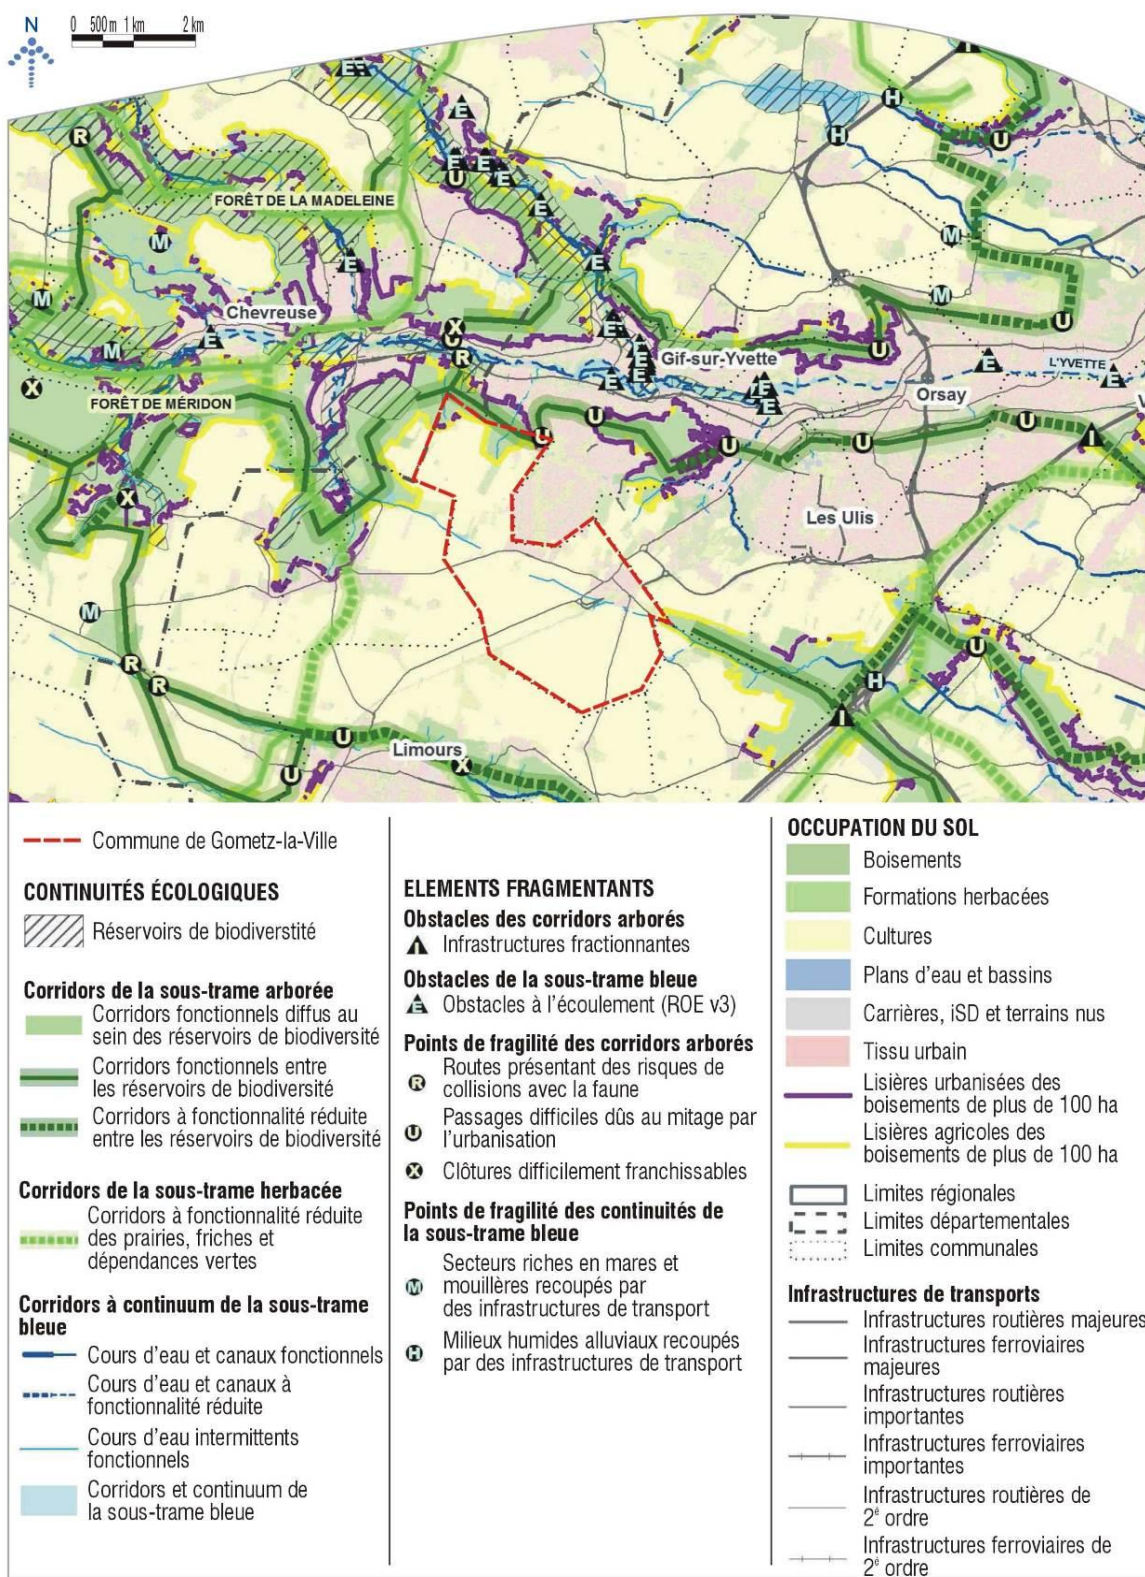 N
0 500 m 1 km 2 km
FORÊT DE LA MADELEINE
Chevreuse
Gif-sur-Yvette
L'YVETTE
Orsay
FORÊT DE MÉRIDON
Les Ulis
Limours
Commune de Gometz-la-Ville
CONTINUITÉS ÉCOLOGIQUES
Réservoirs de biodiverstité
Corridors de la sous-trame arborée
Corridors fonctionnels diffus au
sein des réservoirs de biodiversité
Corridors fonctionnels entre
les réservoirs de biodiversité
Corridors à fonctionnalité réduite
entre les réservoirs de biodiversité
Corridors de la sous-trame herbacée
Corridors à fonctionnalité réduite
des prairies, friches et
dépendances vertes
Corridors à continuum de la sous-trame
bleue
Cours d'eau et canaux fonctionnels
Cours d'eau et canaux à
fonctionnalité réduite
Cours d'eau intermittents
fonctionnels
Corridors et continuum de
la sous-trame bleue
ELEMENTS FRAGMENTANTS
Obstacles des corridors arborés
I Infrastructures fractionnantes
Obstacles de la sous-trame bleue
E Obstacles à l'écoulement (ROE v3)
Points de fragilité des corridors arborés
Routes présentant des risques de
R collisions avec la faune
Passages difficiles dûs au mitage par
U l'urbanisation
X Clôtures difficilement franchissables
Points de fragilité des continuités de
la sous-trame bleue
Secteurs riches en mares et
M mouillères recoupés par
des infrastructures de transport
H Milieux humides alluviaux recoupés
par des infrastructures de transport
OCCUPATION DU SOL
Boisements
Formations herbacées
Cultures
Plans d'eau et bassins
Carrières, iSD et terrains nus
Tissu urbain
Lisières urbanisées des
boisements de plus de 100 ha
Lisières agricoles des
boisements de plus de 100 ha
Limites régionales
Limites départementales
Limites communales
Infrastructures de transports
Infrastructures routières majeures
Infrastructures ferroviaires
majeures
Infrastructures routières
importantes
Infrastructures ferroviaires
importantes
Infrastructures routières de
2è ordre
Infrastructures ferroviaires de
2è ordre